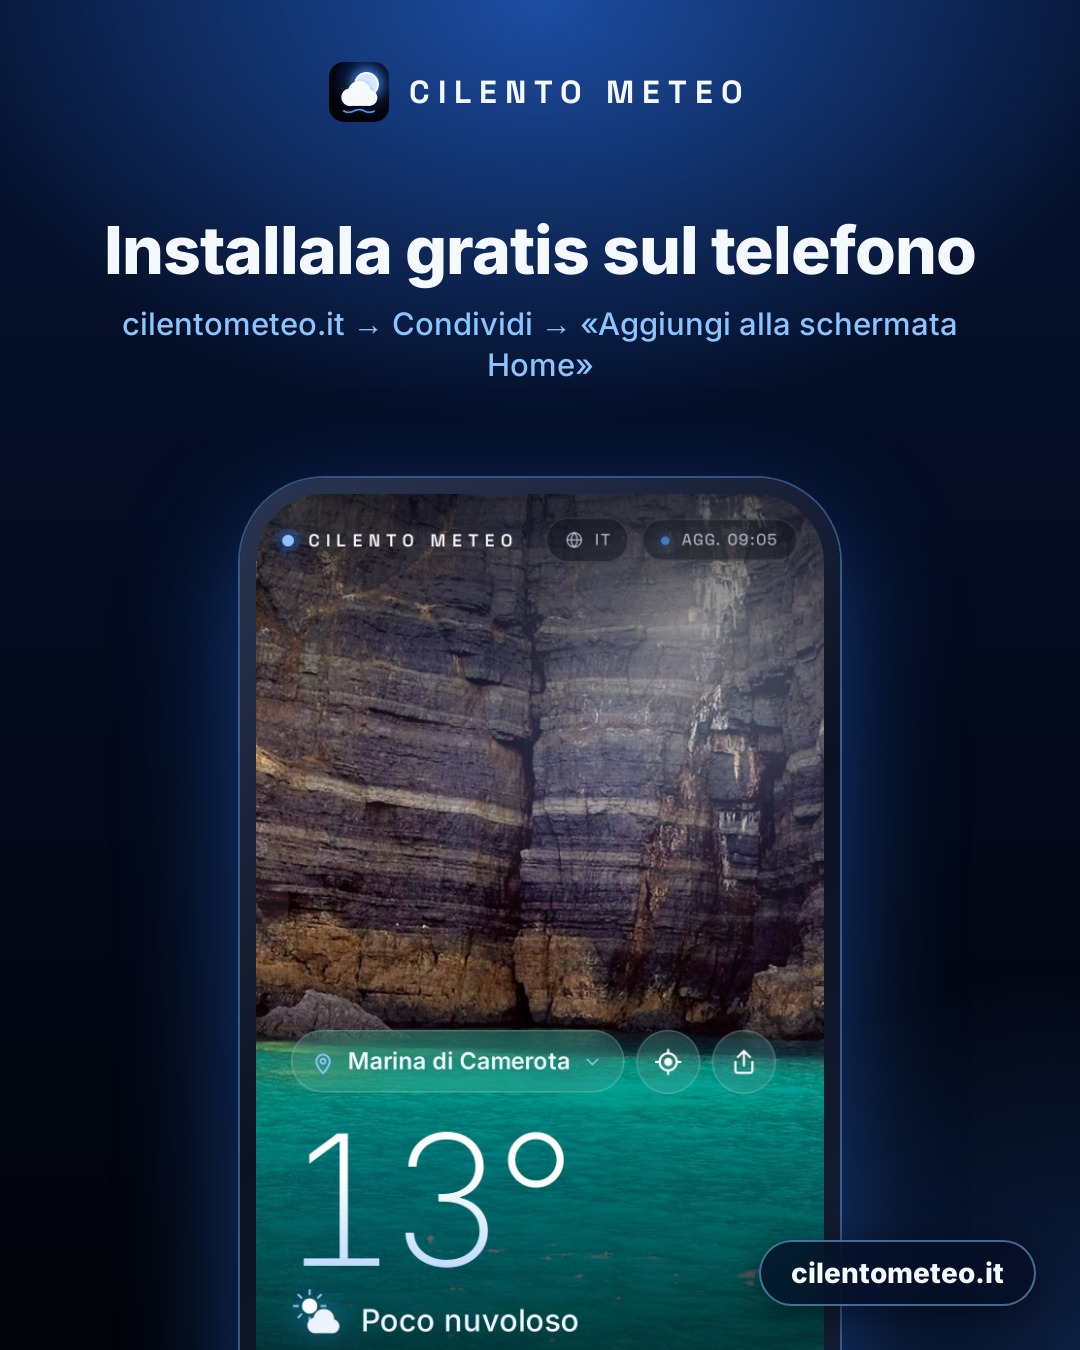 CILENTO METEO
Installala gratis sul telefono
cilentometeo.it → Condividi → «Aggiungi alla schermata
Home»
CILENTO METEO IT AGG. 09:05
Marina di Camerota
13°
Poco nuvoloso
cilentometeo.it